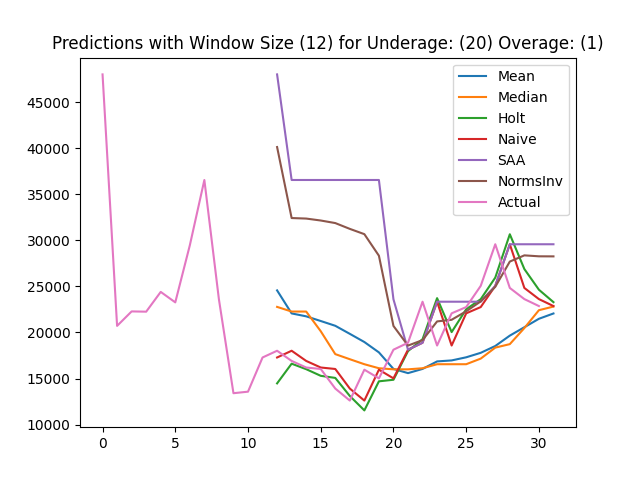 Predictions with Window Size (12) for Underage: (20) Overage: (1)
Mean
Median
Holt
Naive
SAA
NormsInv
Actual
45000
40000
35000
30000
25000
20000
15000
10000
0 5 10 15 20 25 30